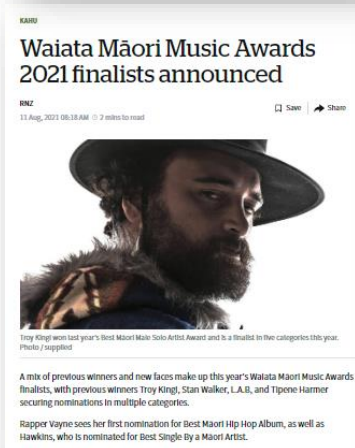 KAHU
Waiata Māori Music Awards
2021 finalists announced
RNZ
11 Aug, 2021 06:18 AM 2 mins to read
Save
Share
Troy Kingi won last year's Best Māori Male Solo Artist Award and is a finalist in five categories this year.
Photo / supplied
A mix of previous winners and new faces make up this year's Waiata Māori Music Awards
finalists, with previous winners Troy Kingi, Stan Walker, L.A.B, and Tipene Harmer
securing nominations in multiple categories.
Rapper Vayne sees her first nomination for Best Māori Hip Hop Album, as well as
Hawkins, who is nominated for Best Single By a Māori Artist.